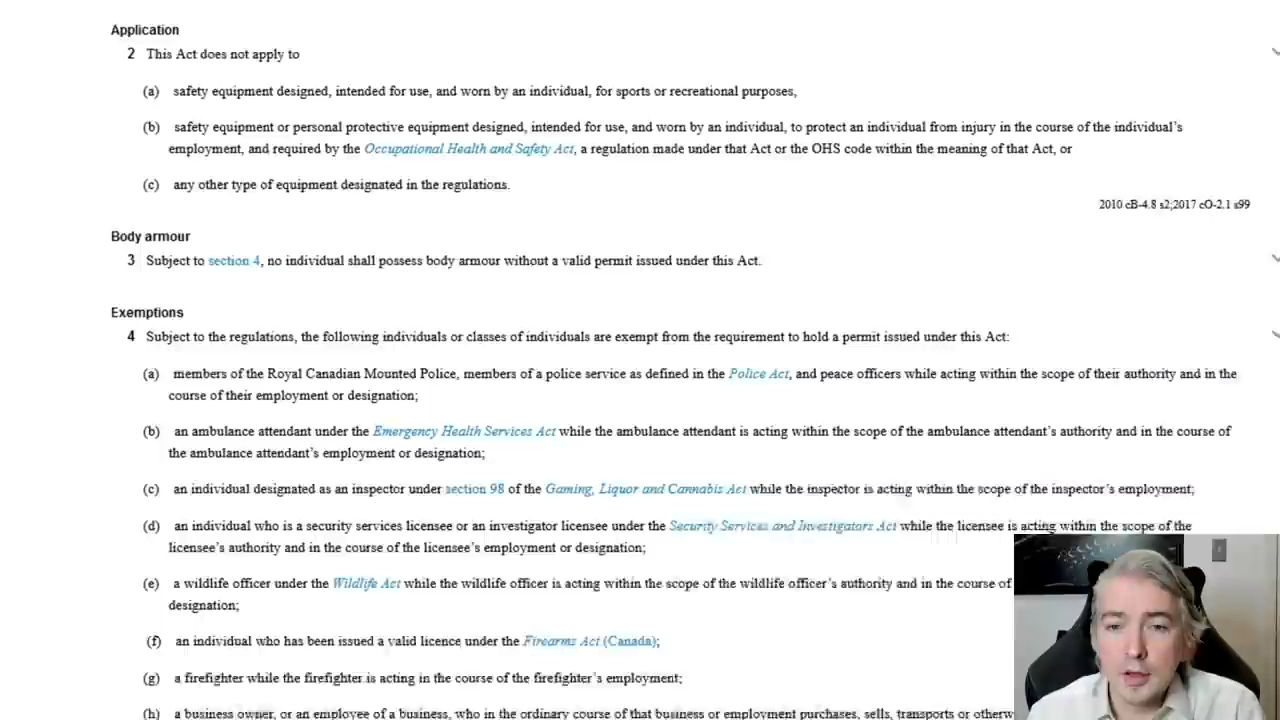 Application
2 This Act does not apply to
(a) safety equipment designed, intended for use, and worn by an individual, for sports or recreational purposes,
(b) safety equipment or personal protective equipment designed, intended for use, and worn by an individual, to protect an individual from injury in the course of the individual's
employment, and required by the Occupational Health and Safety Act, a regulation made under that Act or the OHS code within the meaning of that Act, or
(c) any other type of equipment designated in the regulations.
2010 cB-4.8 s2;2017 cO-2.1 s99
Body armour
3 Subject to section 4, no individual shall possess body armour without a valid permit issued under this Act.
Exemptions
4 Subject to the regulations, the following individuals or classes of individuals are exempt from the requirement to hold a permit issued under this Act:
(a) members of the Royal Canadian Mounted Police, members of a police service as defined in the Police Act, and peace officers while acting within the scope of their authority and in the
course of their employment or designation;
(b) an ambulance attendant under the Emergency Health Services Act while the ambulance attendant is acting within the scope of the ambulance attendant's authority and in the course of
the ambulance attendant's employment or designation;
(c) an individual designated as an inspector under section 98 of the Gaming, Liquor and Cannabis Act while the inspector is acting within the scope of the inspector's employment;
(d) an individual who is a security services licensee or an investigator licensee under the Security Services and Investigators Act while the licensee is acting within the scope of the
licensee's authority and in the course of the licensee's employment or designation;
(e) a wildlife officer under the Wildlife Act while the wildlife officer is acting within the scope of the wildlife officer's authority and in the course of
designation;
(f) an individual who has been issued a valid licence under the Firearms Act (Canada);
(g) a firefighter while the firefighter is acting in the course of the firefighter's employment;
(h) a business owner, or an employee of a business, who in the ordinary course of that business or employment purchases, sells, transports or